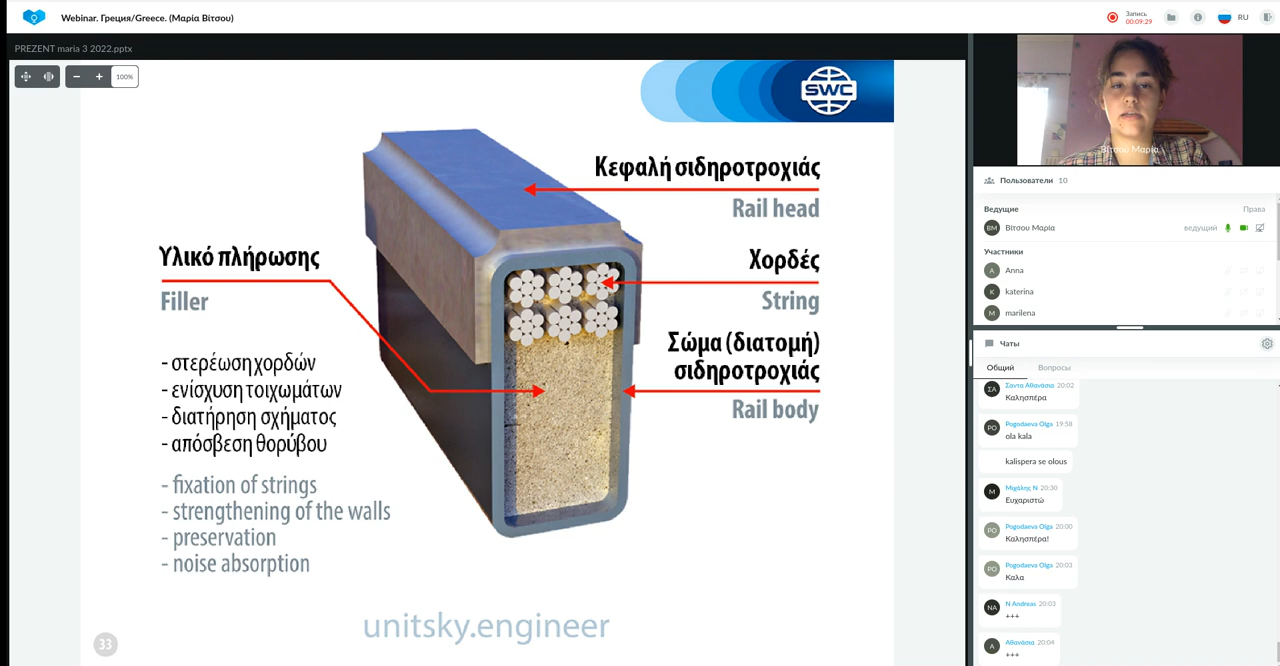 Webinar. Греция/Greece. (Μαρία Βίτσου)
Запись
00:09:29
RU
PREZENT maria 3 2022.pptx
100%
SWC
Κεφαλή σιδηροτροχιάς
Rail head
Υλικό πλήρωσης
Filler
Χορδές
String
Σώμα (διατομή)
σιδηροτροχιάς
Rail body
- στερέωση χορδών
- ενίσχυση τοιχωμάτων
- διατήρηση σχήματος
- απόσβεση θορύβου
- fixation of strings
- strengthening of the walls
- preservation
- noise absorption
unitsky.engineer
33
Βίτσου Μαρία
Пользователи 10
Ведущие
Права
ΒΜ Βίτσου Μαρία ведущий
Участники
A Anna
K katerina
M marilena
Чаты
Общий Вопросы
ΣΑ Σαντα Αθανάσια 20:02
Καλησπέρα
PO Pogodaeva Olga 19:58
ola kala
kalispera se olous
Μ Μιχάλης Ν 20:30
Ευχαριστώ
PO Pogodaeva Olga 20:00
Καλησπέρα!
PO Pogodaeva Olga 20:03
Καλα
NA N Andreas 20:03
+++
Α Αθανάσια 20:04
+++